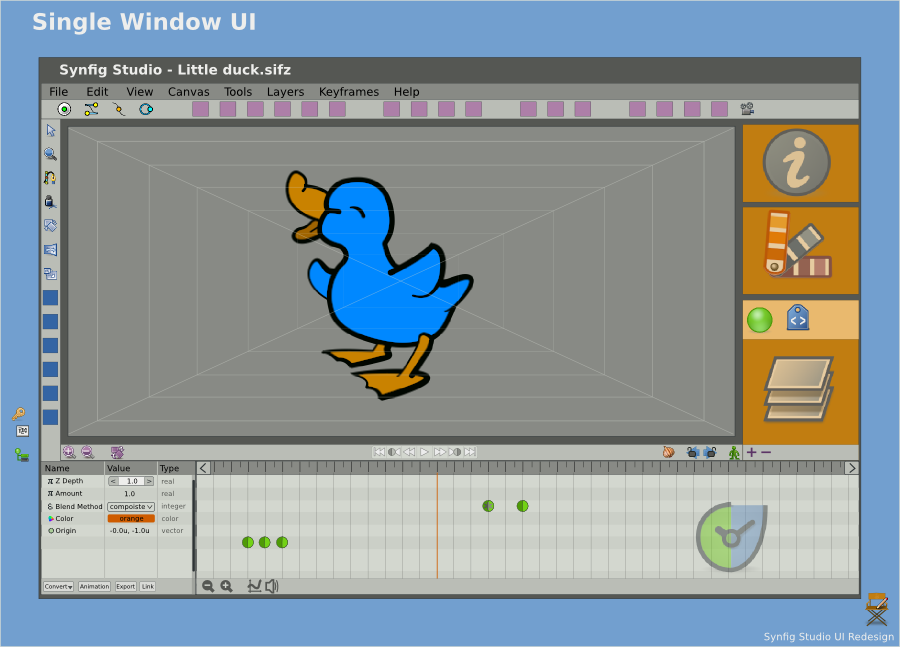 Single Window UI
Synfig Studio - Little duck.sifz
File Edit View Canvas Tools Layers Keyframes Help
Name Value Type
π Z Depth < 1.0 > real
π Amount 1.0 real
Blend Method compoiste integer
Color orange color
Origin -0.0u, -1.0u vector
Convert Animation Export Link
Synfig Studio UI Redesign